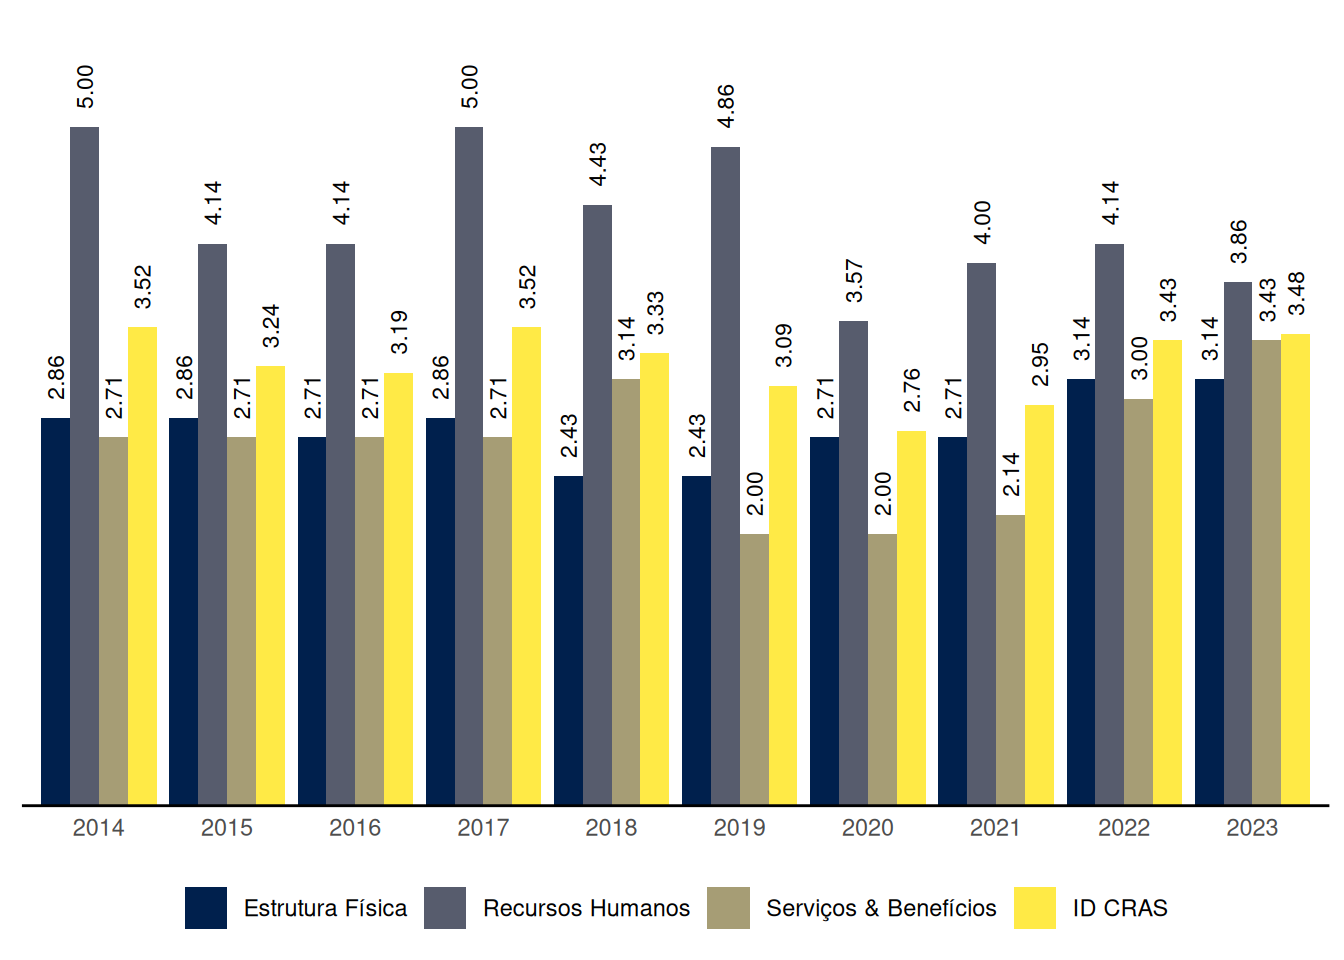 2.86 5.00 2.71 3.52
2.86 4.14 2.71 3.24
2.71 4.14 2.71 3.19
2.86 5.00 2.71 3.52
2.43 4.43 3.14 3.33
2.43 4.86 2.00 3.09
2.71 3.57 2.00 2.76
2.71 4.00 2.14 2.95
3.14 4.14 3.00 3.43
3.14 3.86 3.43 3.48
2014 2015 2016 2017 2018 2019 2020 2021 2022 2023
Estrutura Física Recursos Humanos Serviços & Benefícios ID CRAS